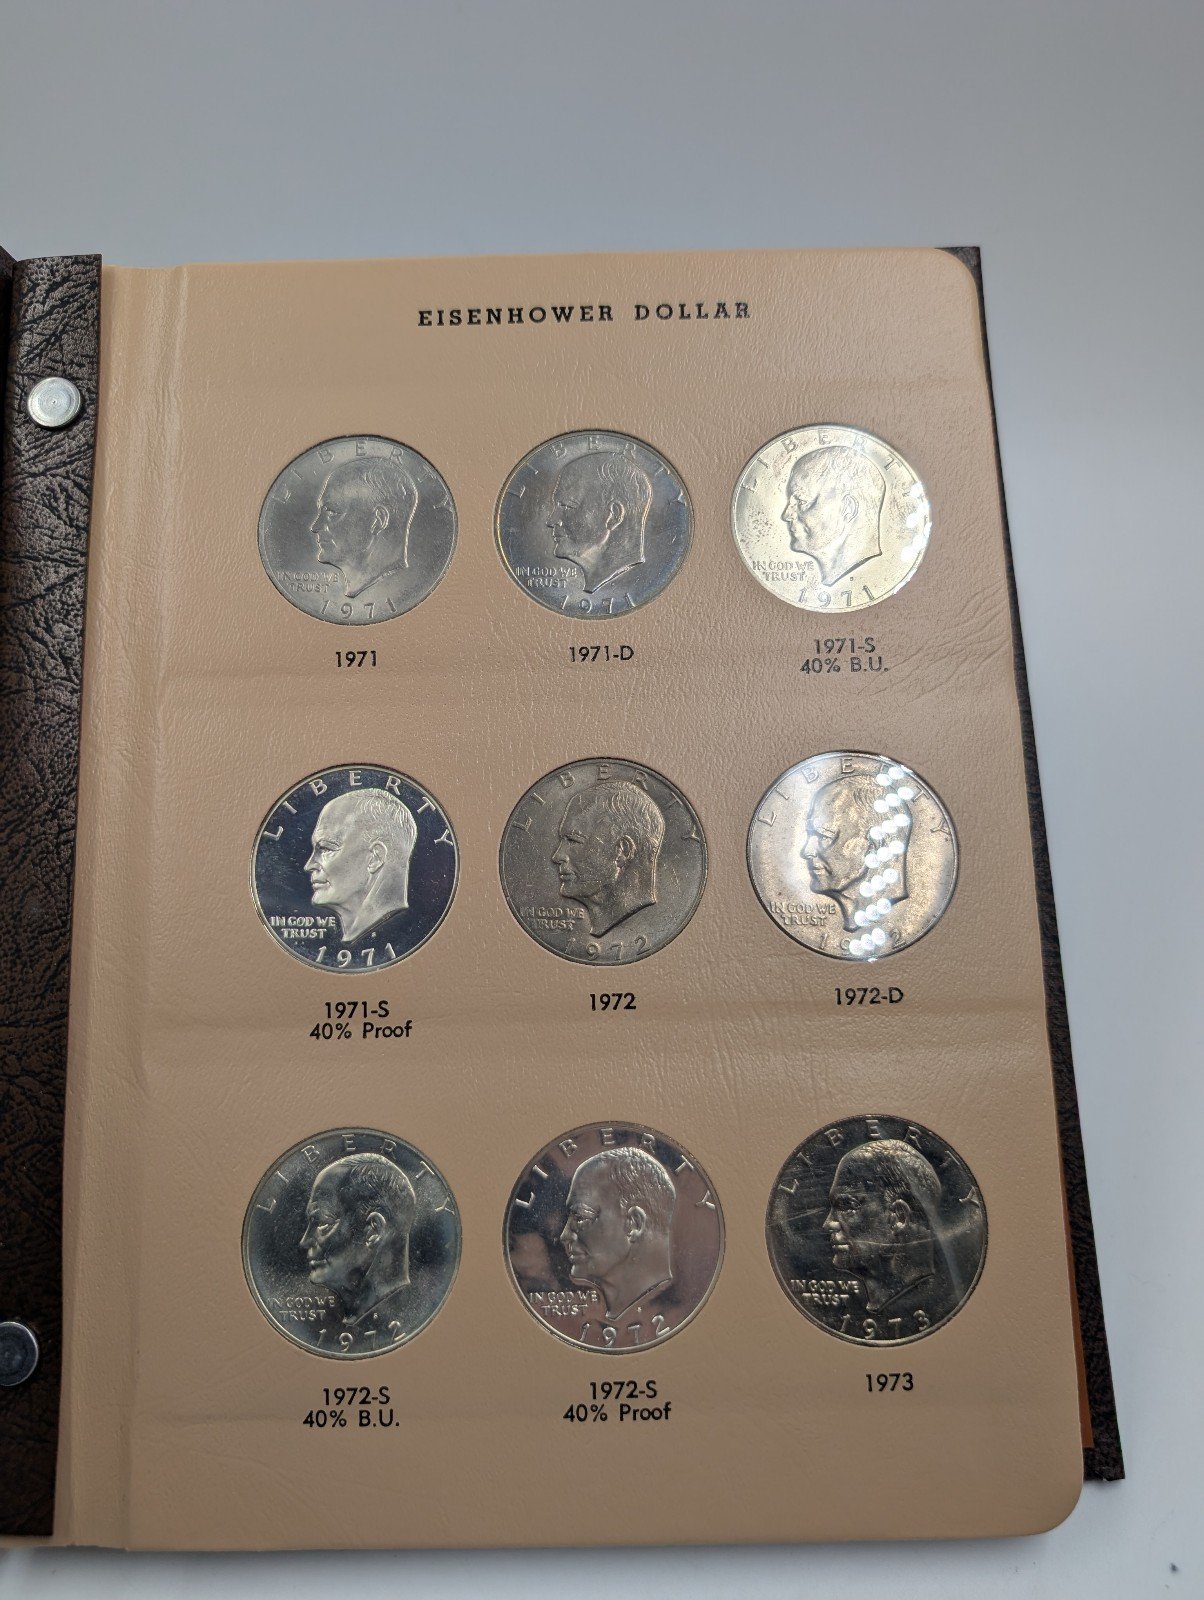 EISENHOWER DOLLAR
LIBERTY
IN GOD WE
TRUST
1971
1971
LIBERTY
IN GOD WE
TRUST
1971
1971-D
LIBERTY
IN GOD WE
TRUST
1971
1971-S
40% B.U.
LIBERTY
IN GOD WE
TRUST
S
1971
1971-S
40% Proof
LIBERTY
IN GOD WE
TRUST
1972
1972
LIBERTY
IN GOD WE
TRUST
1972
1972-D
LIBERTY
IN GOD WE
TRUST
1972
1972-S
40% B.U.
LIBERTY
IN GOD WE
TRUST
1972
1972-S
40% Proof
LIBERTY
IN GOD WE
TRUST
1973
1973